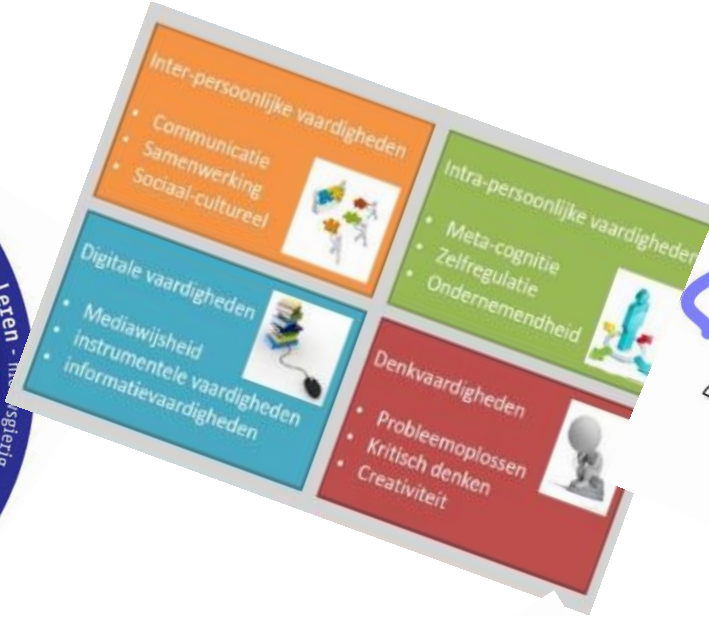 Inter-persoonlijke vaardigheden
• Communicatie
• Samenwerking
• Sociaal-cultureel
Intra-persoonlijke vaardigheden
• Meta-cognitie
• Zelfregulatie
• Ondernemendheid
Digitale vaardigheden
• Mediawijsheid
• instrumentele vaardigheden
• informatievaardigheden
Denkvaardigheden
• Probleemoplossen
• Kritisch denken
• Creativiteit
leren -